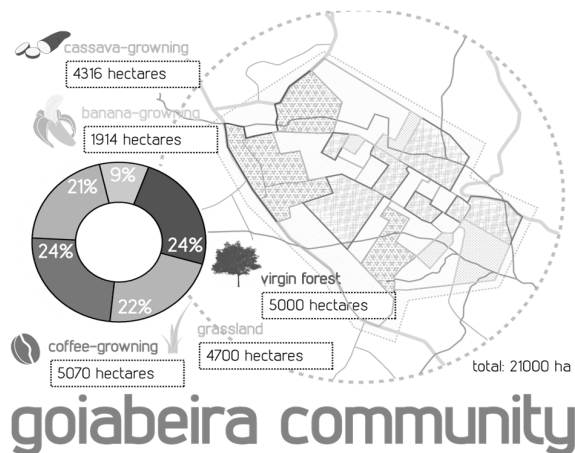 cassava-growning
4316 hectares
banana-growning
1914 hectares
21%
9%
24%
24%
22%
virgin forest
5000 hectares
grassland
4700 hectares
coffee-growning
5070 hectares
total: 21000 ha
goiabeira community